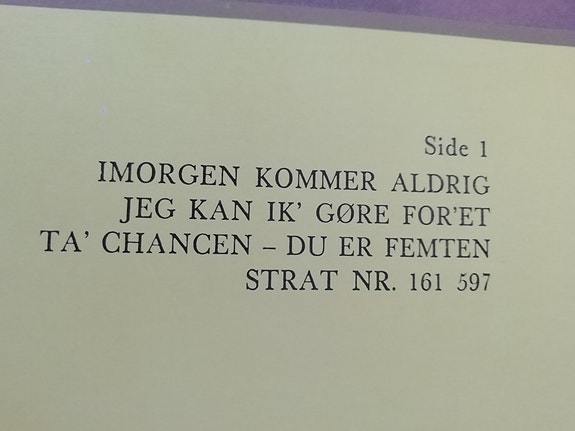 Side 1
IMORGEN KOMMER ALDRIG
JEG KAN IK' GØRE FOR'ET
TA' CHANCEN – DU ER FEMTEN
STRAT NR. 161 597